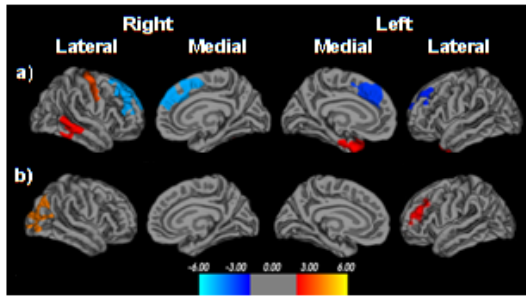 Right Left
Lateral Medial Medial Lateral
a)
b)
-6.00 -3.00 0.00 3.00 6.00